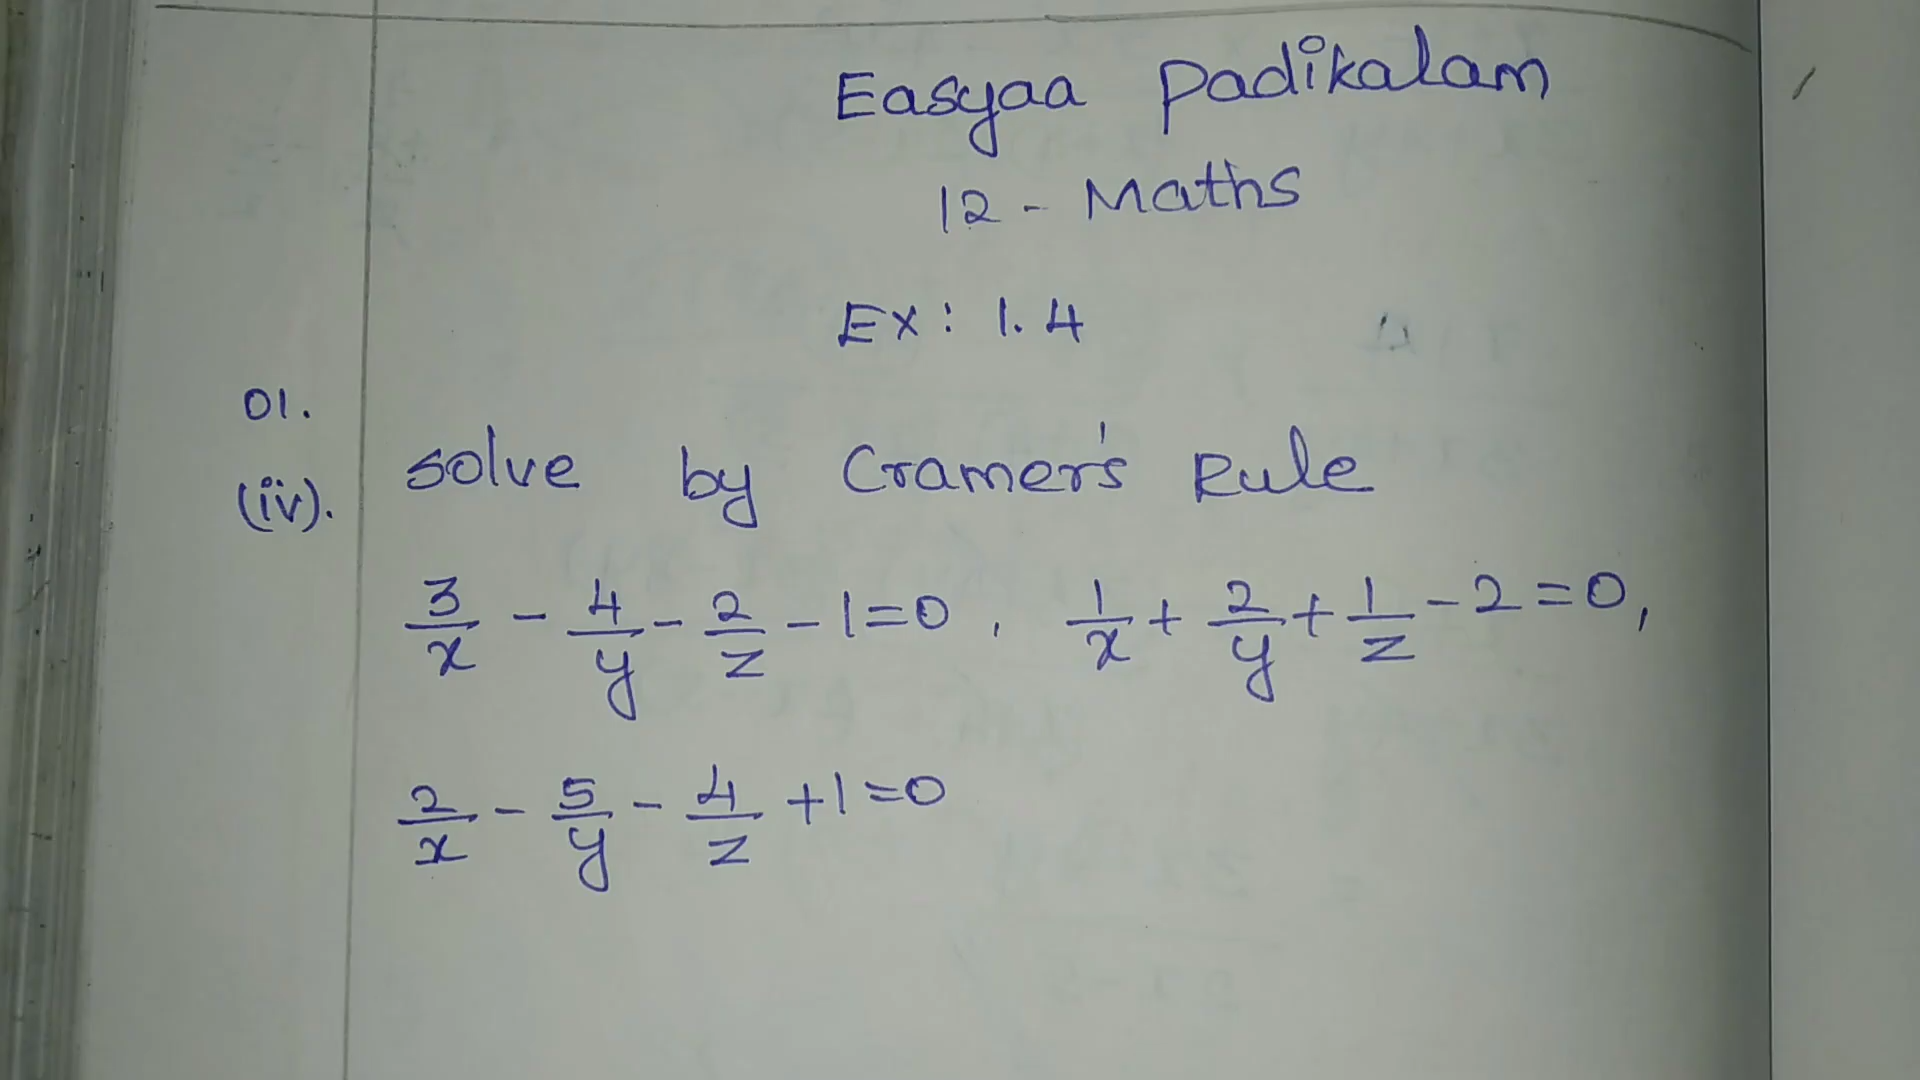 Easyaa Padikalam
12 - Maths
Ex: 1.4
01.
(iv). solve by Cramer's Rule
3/x - 4/y - 2/z - 1 = 0, 1/x + 2/y + 1/z - 2 = 0,
2/x - 5/y - 4/z + 1 = 0